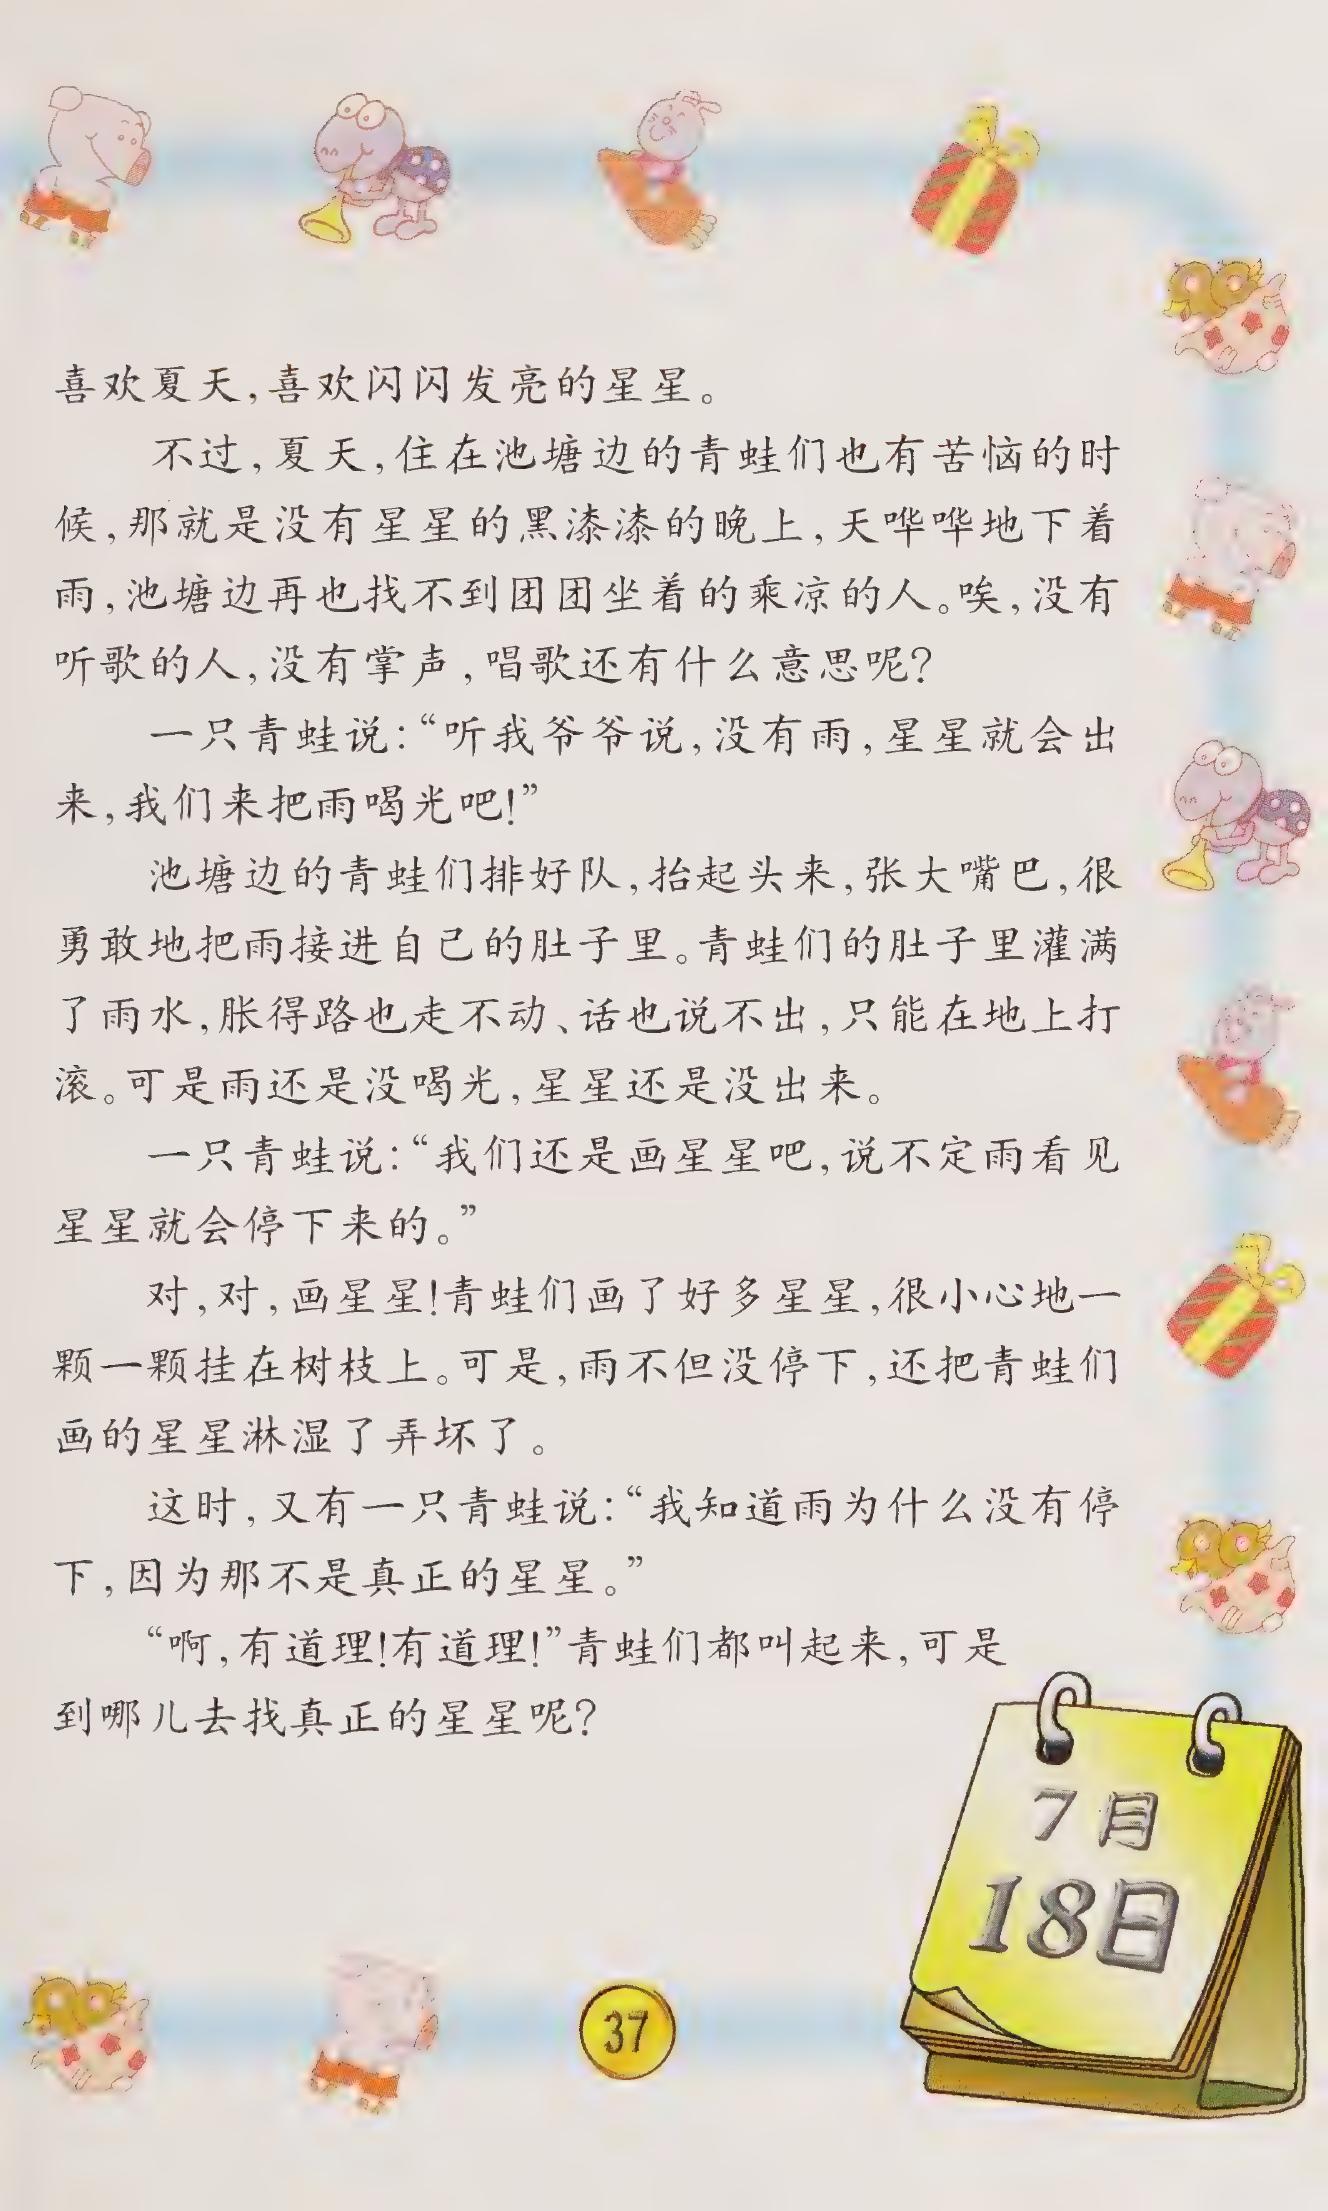 喜欢夏天,喜欢闪闪发亮的星星。
不过,夏天,住在池塘边的青蛙们也有苦恼的时
候,那就是没有星星的黑漆漆的晚上,天哗哗地下着
雨,池塘边再也找不到团团坐着的乘凉的人。唉,没有
听歌的人,没有掌声,唱歌还有什么意思呢?
一只青蛙说:“听我爷爷说,没有雨,星星就会出
来,我们来把雨喝光吧!”
池塘边的青蛙们排好队,抬起头来,张大嘴巴,很
勇敢地把雨接进自己的肚子里。青蛙们的肚子里灌满
了雨水,胀得路也走不动、话也说不出,只能在地上打
滚。可是雨还是没喝光,星星还是没出来。
一只青蛙说:“我们还是画星星吧,说不定雨看见
星星就会停下来的。”
对,对,画星星!青蛙们画了好多星星,很小心地一
颗一颗挂在树枝上。可是,雨不但没停下,还把青蛙们
画的星星淋湿了弄坏了。
这时,又有一只青蛙说:“我知道雨为什么没有停
下,因为那不是真正的星星。”
“啊,有道理!有道理!”青蛙们都叫起来,可是
到哪儿去找真正的星星呢?
7月
18日
37